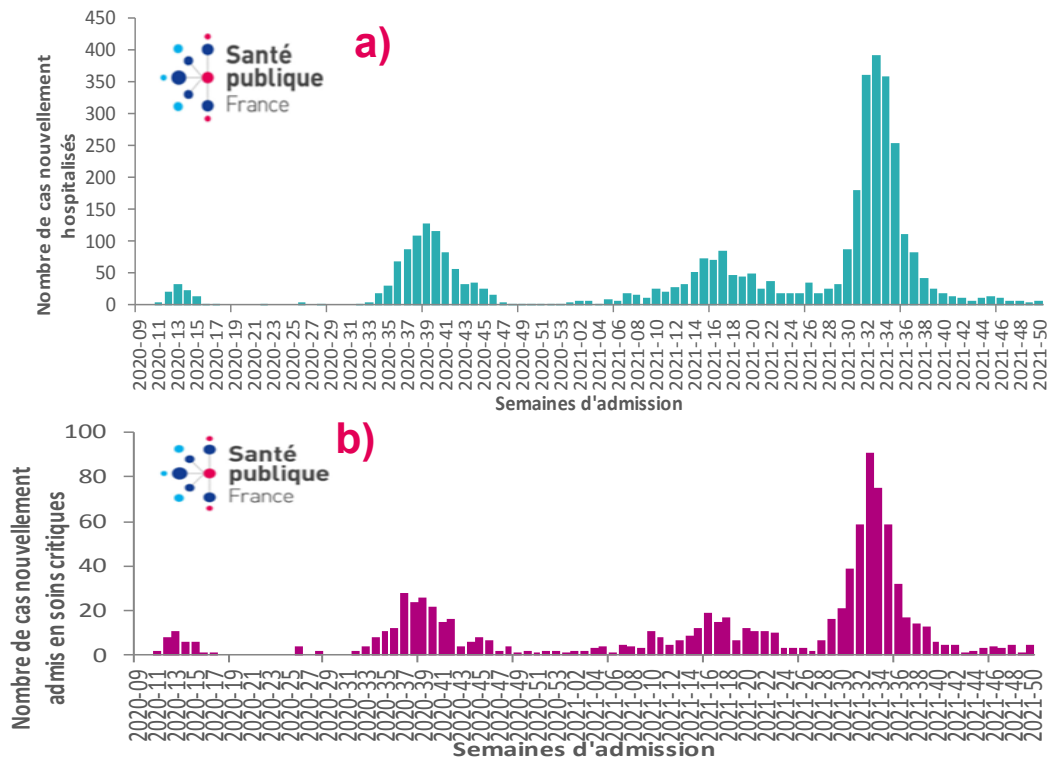 450
400
350
300
250
200
150
100
50
0
Nombre de cas nouvellement
hospitalisés
Santé
publique
France
a)
2020-09 2020-11 2020-13 2020-15 2020-17 2020-19 2020-21 2020-23 2020-25 2020-27 2020-29 2020-31 2020-33 2020-35 2020-37 2020-39 2020-41 2020-43 2020-45 2020-47 2020-49 2020-51 2020-53 2021-02 2021-04 2021-06 2021-08 2021-10 2021-12 2021-14 2021-16 2021-18 2021-20 2021-22 2021-24 2021-26 2021-28 2021-30 2021-32 2021-34 2021-36 2021-38 2021-40 2021-42 2021-44 2021-46 2021-48 2021-50
Semaines d'admission
100
80
60
40
20
0
Nombre de cas nouvellement
admis en soins critiques
Santé
publique
France
b)
2020-09 2020-11 2020-13 2020-15 2020-17 2020-19 2020-21 2020-23 2020-25 2020-27 2020-29 2020-31 2020-33 2020-35 2020-37 2020-39 2020-41 2020-43 2020-45 2020-47 2020-49 2020-51 2020-53 2021-02 2021-04 2021-06 2021-08 2021-10 2021-12 2021-14 2021-16 2021-18 2021-20 2021-22 2021-24 2021-26 2021-28 2021-30 2021-32 2021-34 2021-36 2021-38 2021-40 2021-42 2021-44 2021-46 2021-48 2021-50
Semaines d'admission